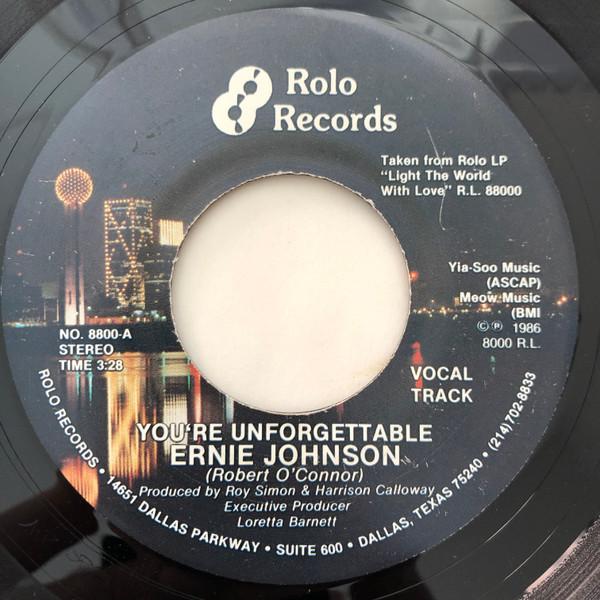 Rolo
Records
Taken from Rolo LP
"Light The World
With Love" R.L. 88000
Yia-Soo Music
(ASCAP)
Meow Music
(BMI
© ℗ 1986
8000 R.L.
NO. 8800-A
STEREO
TIME 3:28
VOCAL
TRACK
YOU'RE UNFORGETTABLE
ERNIE JOHNSON
(Robert O'Connor)
Produced by Roy Simon & Harrison Calloway
Executive Producer
Loretta Barnett
ROLO RECORDS • 14651 DALLAS PARKWAY • SUITE 600 • DALLAS, TEXAS 75240 • (214)702-8833